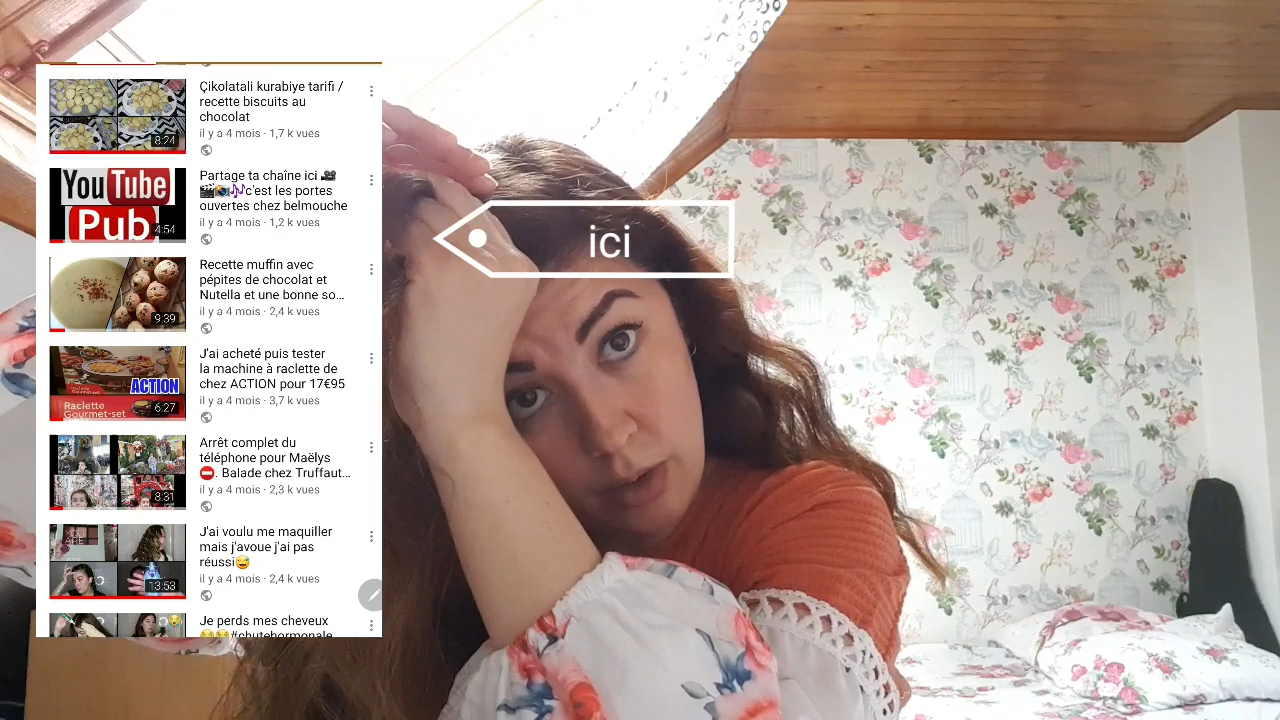 Çikolatali kurabiye tarifi /
recette biscuits au
chocolat
il y a 4 mois · 1,7 k vues
8:24
Partage ta chaîne ici 🎥
🎬📸🎶c'est les portes
ouvertes chez belmouche
il y a 4 mois · 1,2 k vues
YouTube
Pub
4:54
Recette muffin avec
pépites de chocolat et
Nutella et une bonne so...
il y a 4 mois · 2,4 k vues
9:39
J'ai acheté puis tester
la machine à raclette de
chez ACTION pour 17€95
il y a 4 mois · 3,7 k vues
ACTION
Raclette
Gourmet-set
6:27
Arrêt complet du
téléphone pour Maëlys
⛔. Balade chez Truffaut...
il y a 4 mois · 2,3 k vues
8:31
J'ai voulu me maquiller
mais j'avoue j'ai pas
réussi😅
il y a 4 mois · 2,4 k vues
13:53
Je perds mes cheveux
#chutehormonale
ici